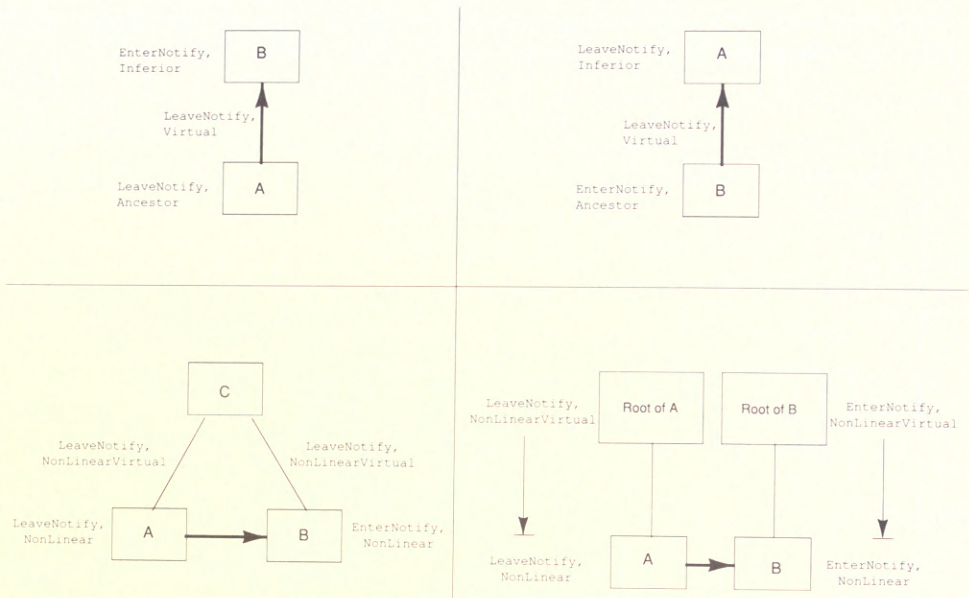 EnterNotify,
Inferior
B
LeaveNotify,
Virtual
LeaveNotify,
Ancestor
A
LeaveNotify,
Inferior
A
LeaveNotify,
Virtual
EnterNotify,
Ancestor
B
C
LeaveNotify,
NonLinearVirtual
LeaveNotify,
NonLinearVirtual
LeaveNotify,
NonLinear
A
B
EnterNotify,
NonLinear
LeaveNotify,
NonLinearVirtual
Root of A
Root of B
EnterNotify,
NonLinearVirtual
LeaveNotify,
NonLinear
A
B
EnterNotify,
NonLinear